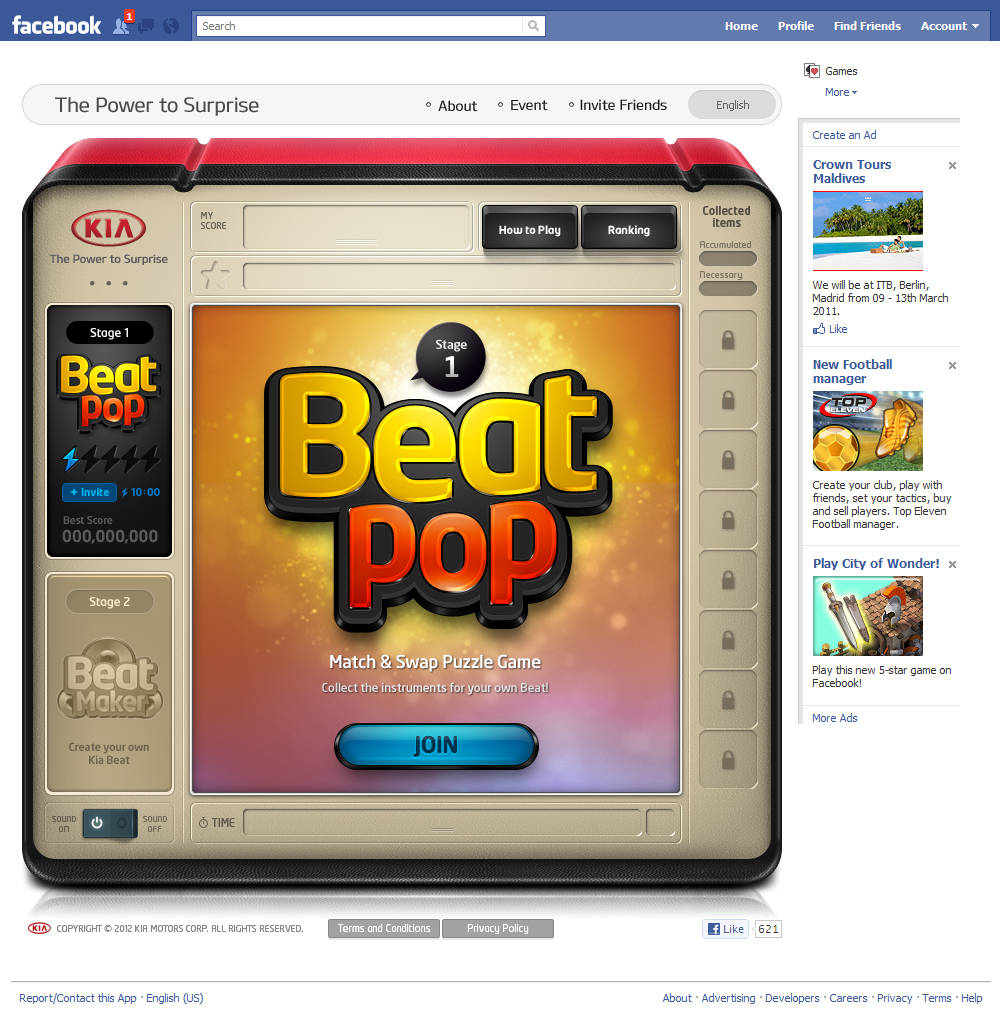 facebook
1
Search
Home
Profile
Find Friends
Account
Games
More
The Power to Surprise
About
Event
Invite Friends
English
Create an Ad
Crown Tours
Maldives
We will be at ITB, Berlin,
Madrid from 09 - 13th March
2011.
Like
New Football
manager
TOP
ELEVEN
Create your club, play with
friends, set your tactics, buy
and sell players. Top Eleven
Football manager.
Play City of Wonder!
Play this new 5-star game on
Facebook!
More Ads
KIA
The Power to Surprise
MY
SCORE
How to Play
Ranking
Collected
items
Accumulated
Necessary
Stage 1
Beat
pop
+ Invite
10:00
Best Score
000,000,000
Stage 2
Beat
Maker
Create your own
Kia Beat
SOUND
ON
SOUND
OFF
Stage
1
Beat
pop
Match & Swap Puzzle Game
Collect the instruments for your own Beat!
JOIN
TIME
KIA
COPYRIGHT © 2012 KIA MOTORS CORP. ALL RIGHTS RESERVED.
Terms and Conditions
Privacy Policy
Like
621
Report/Contact this App · English (US)
About · Advertising · Developers · Careers · Privacy · Terms · Help